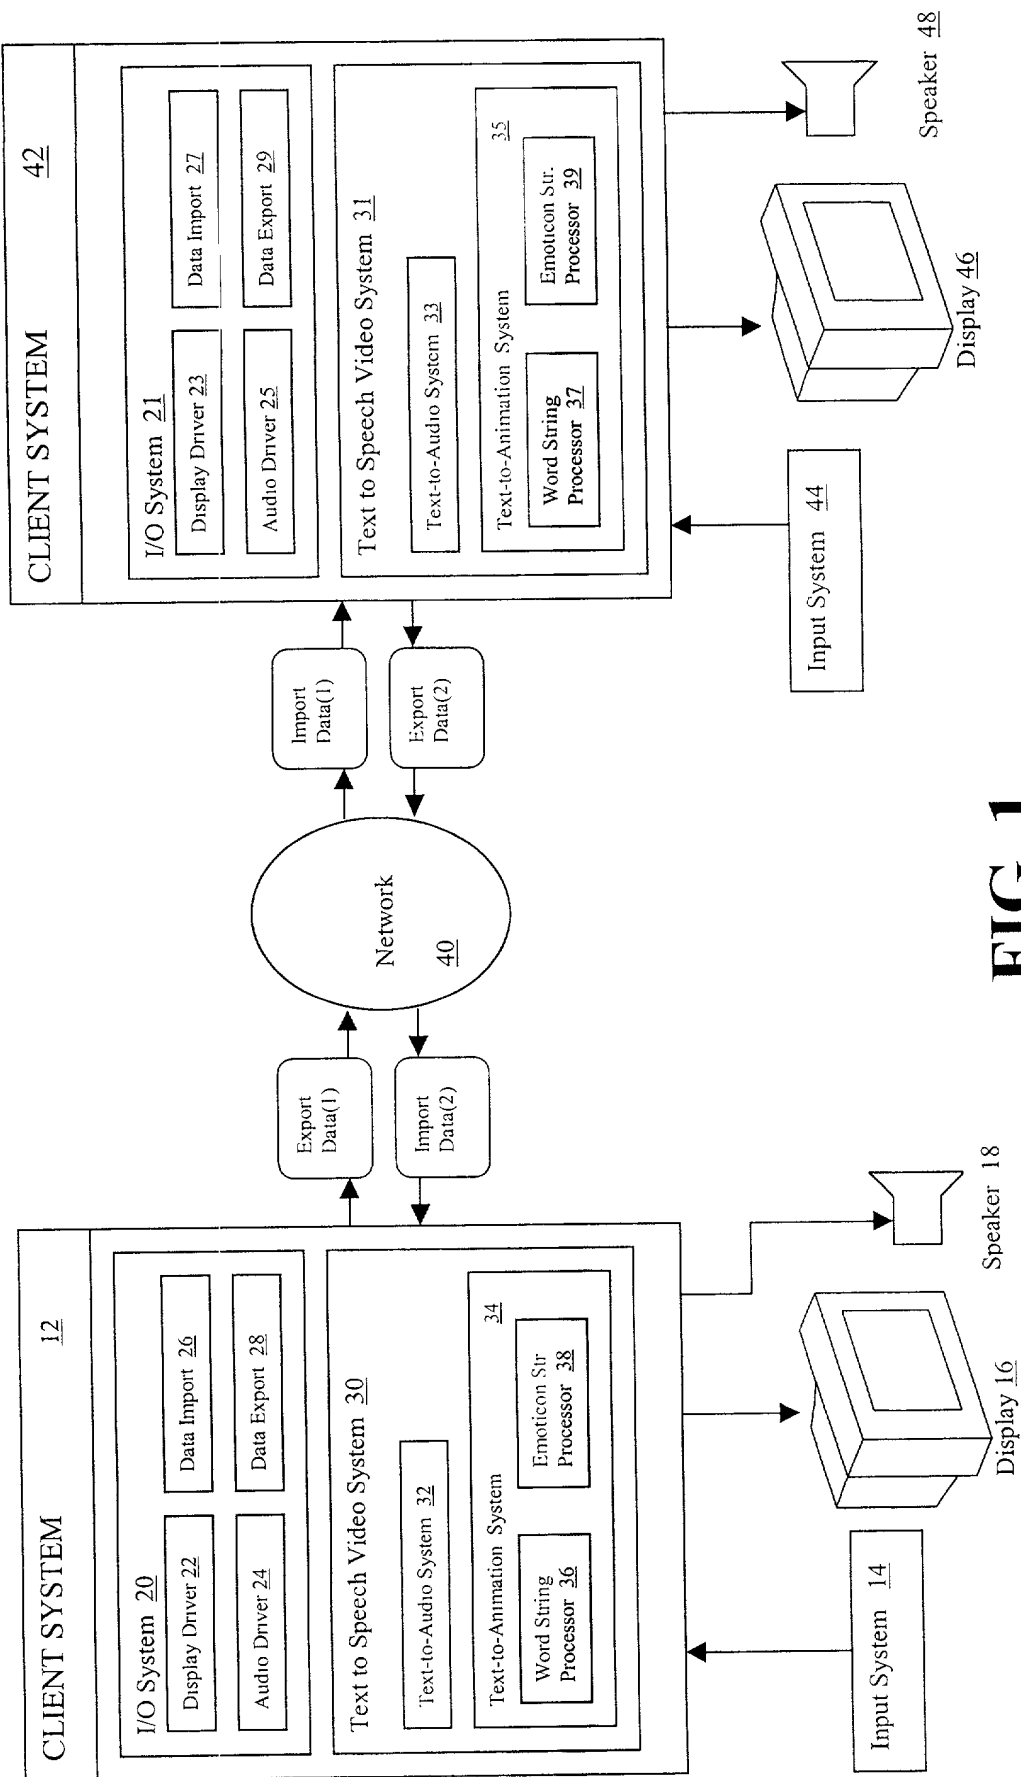 CLIENT SYSTEM 12
I/O System 20
Display Driver 22
Data Import 26
Audio Driver 24
Data Export 28
Text to Speech Video System 30
Text-to-Audio System 32
Text-to-Animation System 34
Word String
Processor 36
Emoticon Str
Processor 38
Input System 14
Display 16
Speaker 18
Export
Data(1)
Import
Data(2)
Network
40
Import
Data(1)
Export
Data(2)
CLIENT SYSTEM 42
I/O System 21
Display Driver 23
Data Import 27
Audio Driver 25
Data Export 29
Text to Speech Video System 31
Text-to-Audio System 33
Text-to-Animation System 35
Word String
Processor 37
Emoticon Str.
Processor 39
Input System 44
Display 46
Speaker 48
FIG. 1